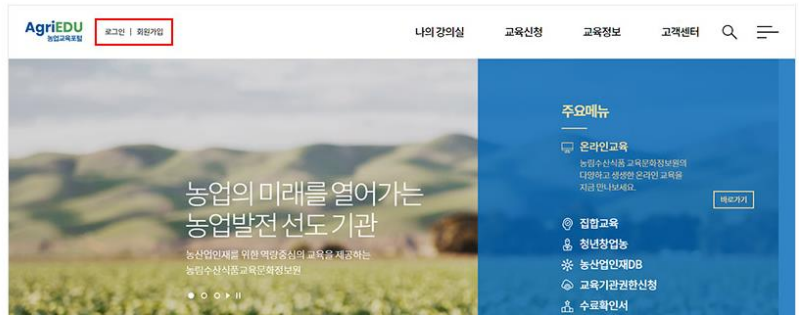 AgriEDU
농업교육포털
로그인 | 회원가입
나의 강의실 교육신청 교육정보 고객센터
농업의 미래를 열어가는
농업발전 선도 기관
농산업인재를 위한 역량중심의 교육을 제공하는
농림수산식품교육문화정보원
주요메뉴
온라인교육
농림수산식품 교육문화정보원의
다양하고 생생한 온라인 교육을
지금 만나보세요.
바로가기
집합교육
청년창업농
농산업인재DB
교육기관권한신청
수료확인서